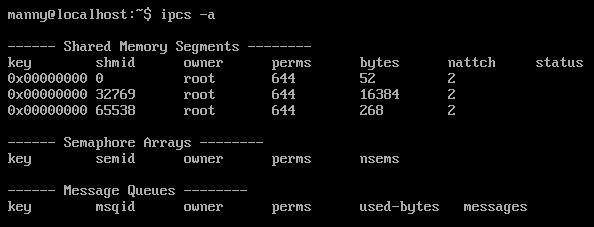 manny@localhost:~$ ipcs -a
------ Shared Memory Segments --------
key        shmid      owner      perms      bytes      nattch     status
0x00000000 0          root       644        52         2
0x00000000 32769      root       644        16384      2
0x00000000 65538      root       644        268        2
------ Semaphore Arrays --------
key        semid      owner      perms      nsems
------ Message Queues --------
key        msqid      owner      perms      used-bytes   messages